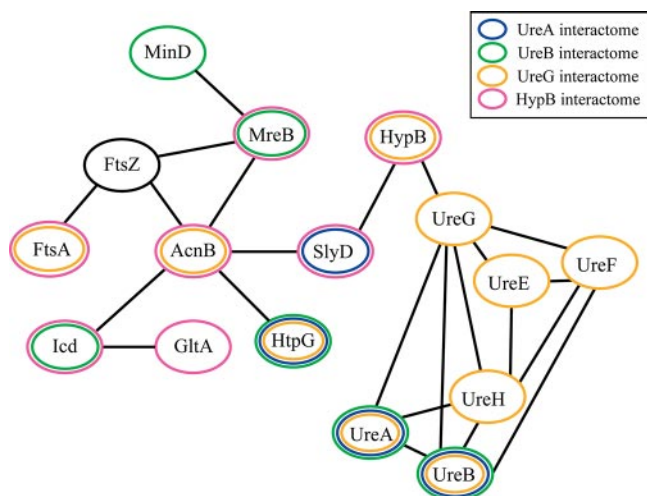 MinD
UreA interactome
UreB interactome
UreG interactome
HypB interactome
MreB
HypB
FtsZ
UreG
FtsA
AcnB
SlyD
UreE
UreF
Icd
GltA
HtpG
UreH
UreA
UreB